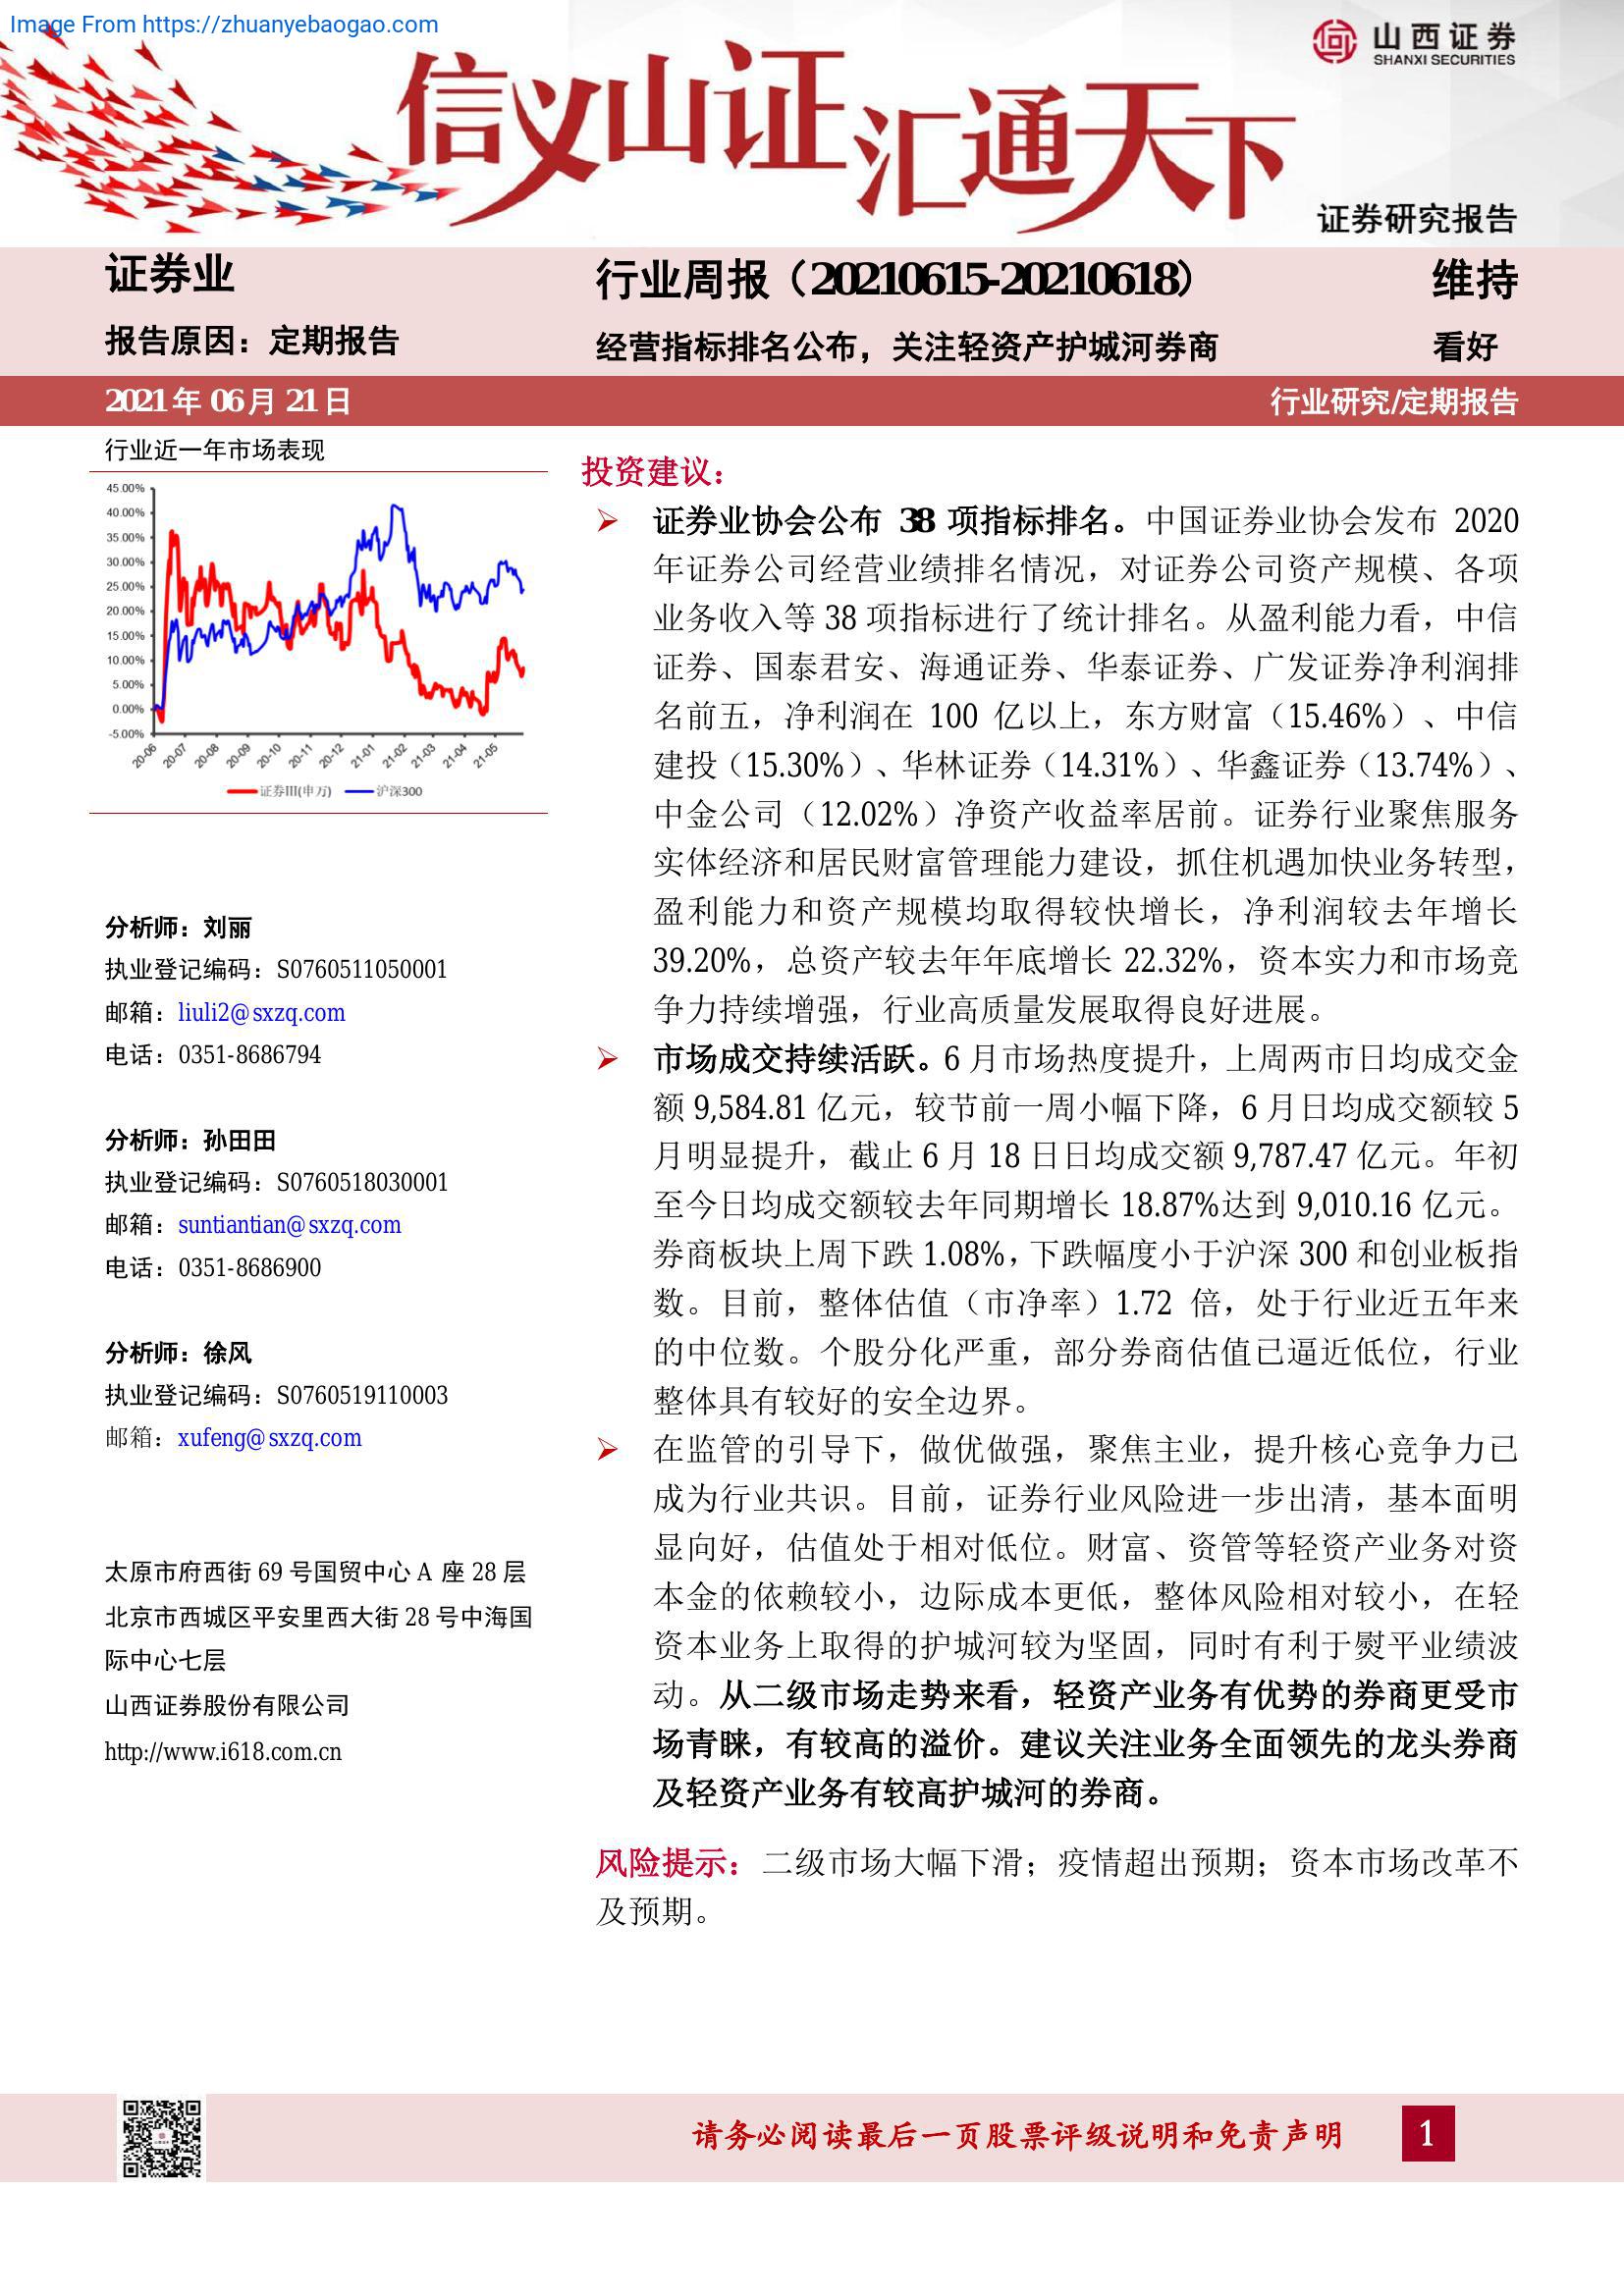 Image From https://zhuanyebaogao.com
山西证券
SHANXI SECURITIES
信义山证汇通天下
证券研究报告
证券业
行业周报（20210615-20210618）
维持
报告原因：定期报告
经营指标排名公布，关注轻资产护城河券商
看好
2021 年 06 月 21 日
行业研究/定期报告
行业近一年市场表现
45.00%
40.00%
35.00%
30.00%
25.00%
20.00%
15.00%
10.00%
5.00%
0.00%
-5.00%
20-06
20-07
20-08
20-09
20-10
20-11
20-12
21-01
21-02
21-03
21-04
21-05
证券III(申万)
沪深300
分析师：刘丽
执业登记编码：S0760511050001
邮箱：liuli2@sxzq.com
电话：0351-8686794
分析师：孙田田
执业登记编码：S0760518030001
邮箱：suntiantian@sxzq.com
电话：0351-8686900
分析师：徐风
执业登记编码：S0760519110003
邮箱：xufeng@sxzq.com
太原市府西街 69 号国贸中心 A 座 28 层
北京市西城区平安里西大街 28 号中海国
际中心七层
山西证券股份有限公司
http://www.i618.com.cn
投资建议：
证券业协会公布 38 项指标排名。中国证券业协会发布 2020
年证券公司经营业绩排名情况，对证券公司资产规模、各项
业务收入等 38 项指标进行了统计排名。从盈利能力看，中信
证券、国泰君安、海通证券、华泰证券、广发证券净利润排
名前五，净利润在 100 亿以上，东方财富（15.46%）、中信
建投（15.30%）、华林证券（14.31%）、华鑫证券（13.74%）、
中金公司（12.02%）净资产收益率居前。证券行业聚焦服务
实体经济和居民财富管理能力建设，抓住机遇加快业务转型，
盈利能力和资产规模均取得较快增长，净利润较去年增长
39.20%，总资产较去年年底增长 22.32%，资本实力和市场竞
争力持续增强，行业高质量发展取得良好进展。
市场成交持续活跃。6 月市场热度提升，上周两市日均成交金
额 9,584.81 亿元，较节前一周小幅下降，6 月日均成交额较 5
月明显提升，截止 6 月 18 日日均成交额 9,787.47 亿元。年初
至今日均成交额较去年同期增长 18.87%达到 9,010.16 亿元。
券商板块上周下跌 1.08%，下跌幅度小于沪深 300 和创业板指
数。目前，整体估值（市净率）1.72 倍，处于行业近五年来
的中位数。个股分化严重，部分券商估值已逼近低位，行业
整体具有较好的安全边界。
在监管的引导下，做优做强，聚焦主业，提升核心竞争力已
成为行业共识。目前，证券行业风险进一步出清，基本面明
显向好，估值处于相对低位。财富、资管等轻资产业务对资
本金的依赖较小，边际成本更低，整体风险相对较小，在轻
资本业务上取得的护城河较为坚固，同时有利于熨平业绩波
动。从二级市场走势来看，轻资产业务有优势的券商更受市
场青睐，有较高的溢价。建议关注业务全面领先的龙头券商
及轻资产业务有较高护城河的券商。
风险提示：二级市场大幅下滑；疫情超出预期；资本市场改革不
及预期。
请务必阅读最后一页股票评级说明和免责声明
1